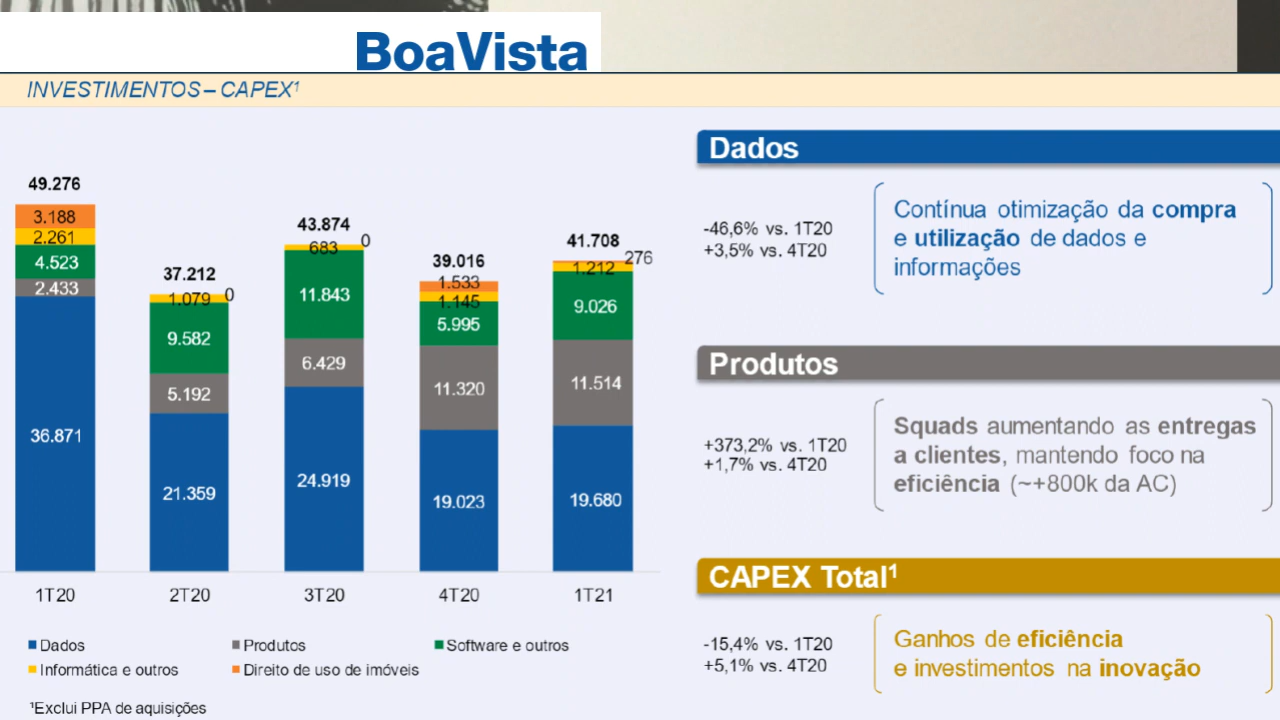 BoaVista
INVESTIMENTOS – CAPEX¹
49.276
3.188
2.261
4.523
2.433
36.871
37.212
1.079
0
9.582
5.192
21.359
43.874
683
0
11.843
6.429
24.919
39.016
1.533
1.145
5.995
11.320
19.023
41.708
276
1.212
9.026
11.514
19.680
1T20
2T20
3T20
4T20
1T21
Dados
Produtos
Software e outros
Informática e outros
Direito de uso de imóveis
¹Exclui PPA de aquisições
Dados
-46,6% vs. 1T20
+3,5% vs. 4T20
Contínua otimização da compra
e utilização de dados e
informações
Produtos
+373,2% vs. 1T20
+1,7% vs. 4T20
Squads aumentando as entregas
a clientes, mantendo foco na
eficiência (~+800k da AC)
CAPEX Total¹
-15,4% vs. 1T20
+5,1% vs. 4T20
Ganhos de eficiência
e investimentos na inovação